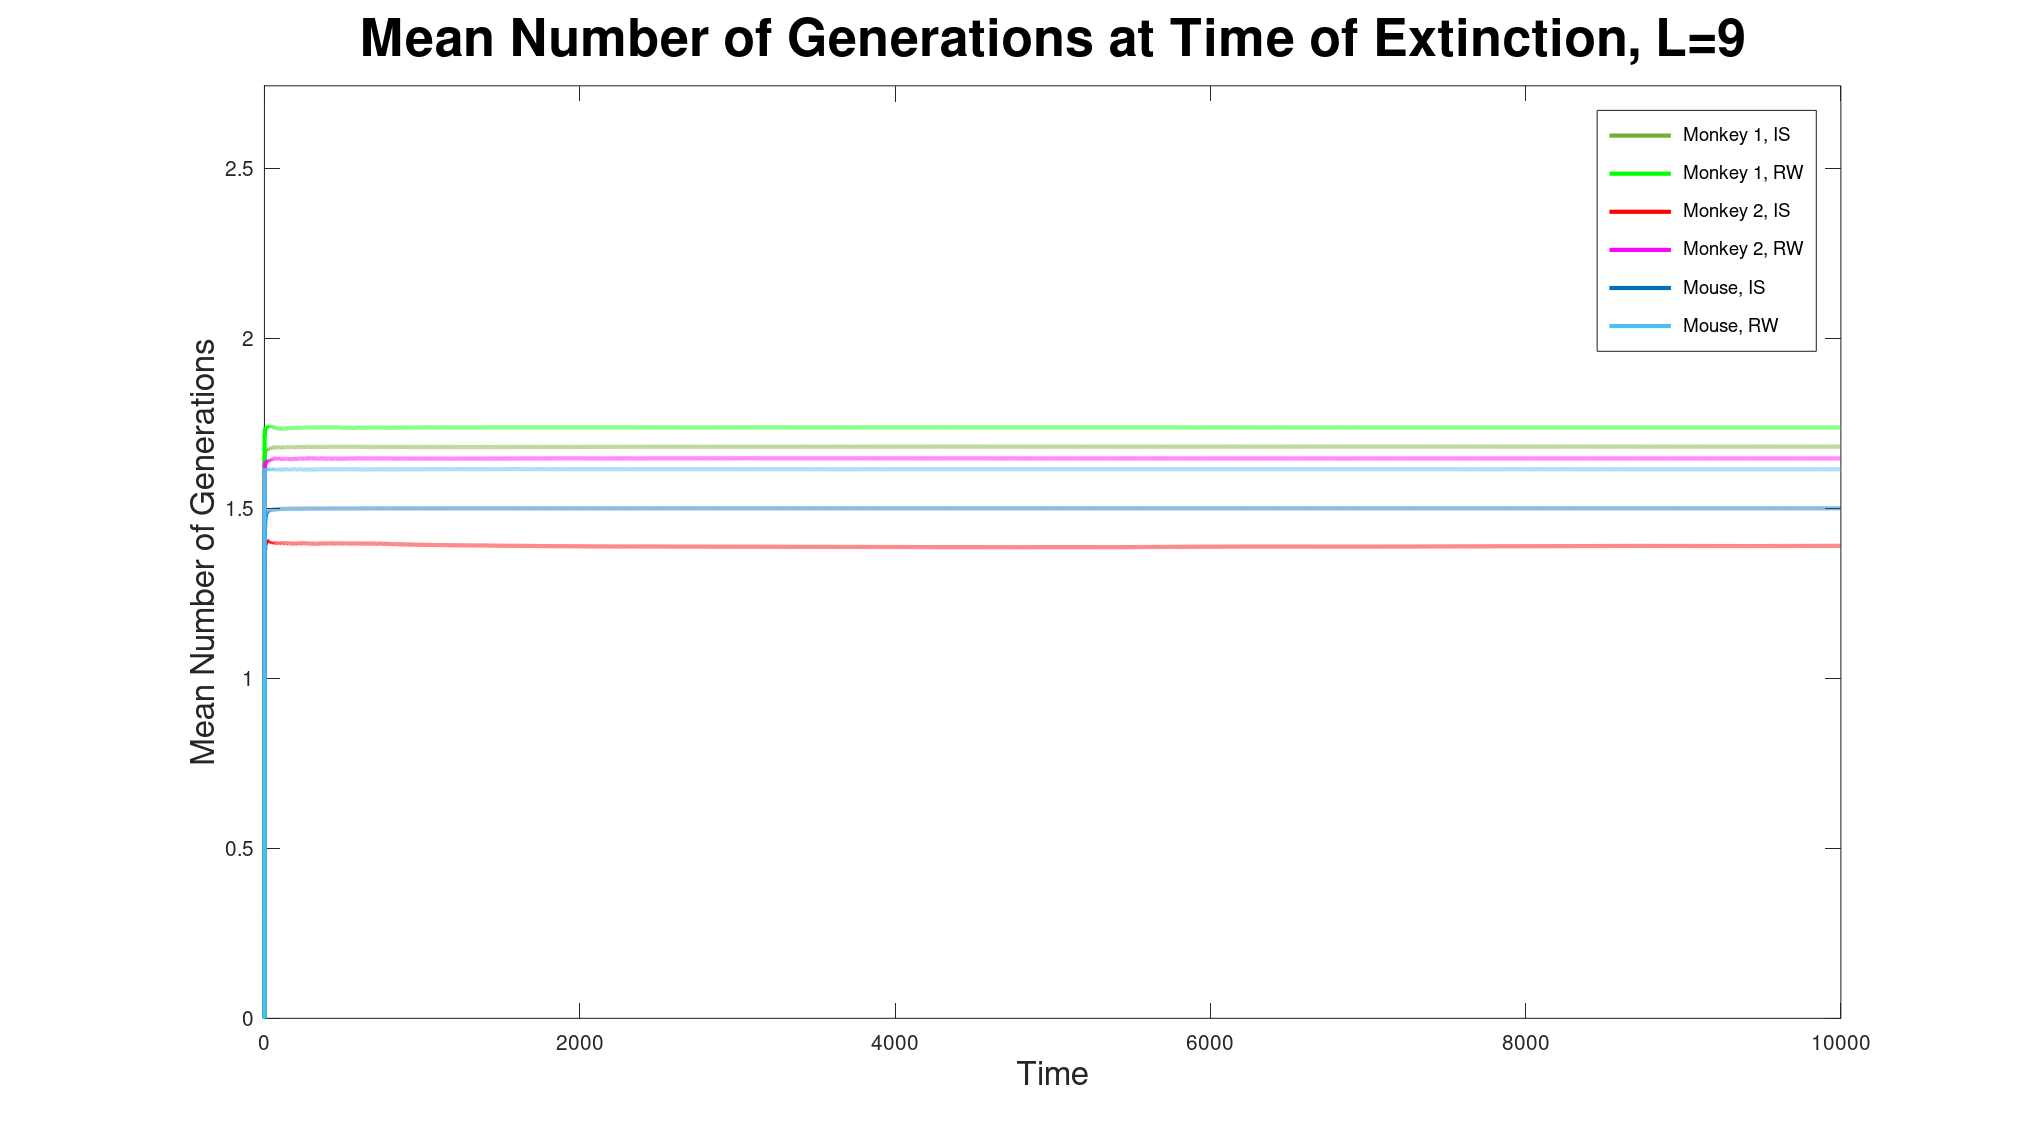 Mean Number of Generations at Time of Extinction, L=9
Mean Number of Generations
2.5
2
1.5
1
0.5
0
Monkey 1, IS
Monkey 1, RW
Monkey 2, IS
Monkey 2, RW
Mouse, IS
Mouse, RW
0 2000 4000 6000 8000 10000
Time